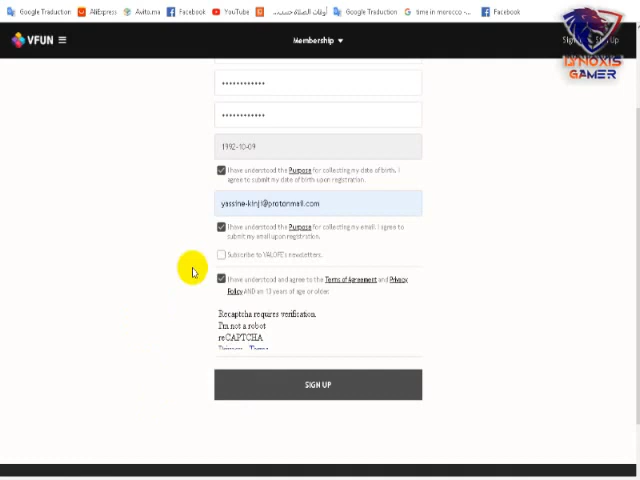 Google Traduction AliExpress Avito.ma Facebook YouTube Google Traduction time in morocco -... Facebook
VFUN
Membership
Sign Up
LYNOXIS
GAMER
••••••••••••
••••••••••••
1992-10-09
I have understood the Purpose for collecting my date of birth. I
agree to submit my date of birth upon registration.
yassine-kinji@protonmail.com
I have understood the Purpose for collecting my email. I agree to
submit my email upon registration.
Subscribe to VALOFE's newsletters.
I have understood and agree to the Terms of Agreement and Privacy
Policy AND am 13 years of age or older.
Recaptcha requires verification.
I'm not a robot
reCAPTCHA
Privacy - Terms
SIGN UP